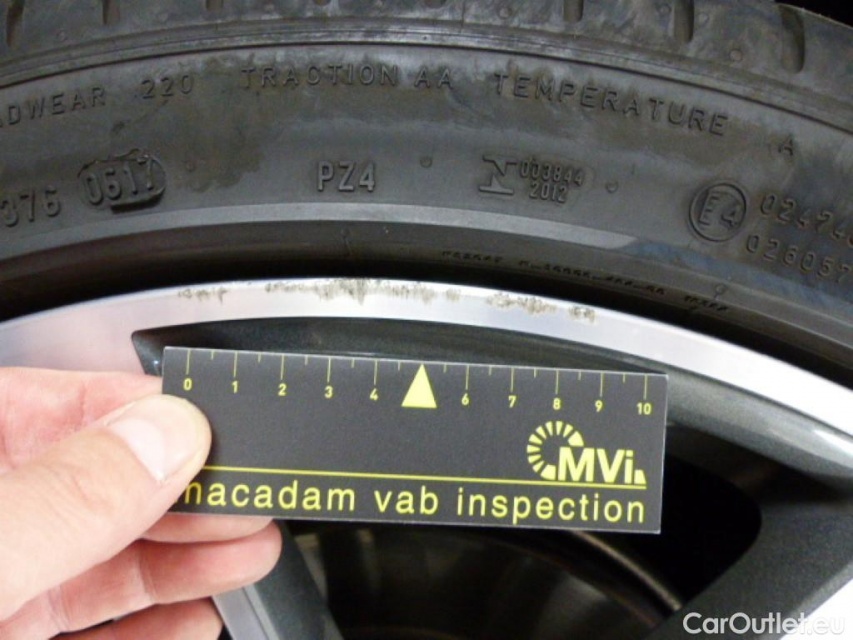 TRACTION AA TEMPERATURE A
220
376 0617 PZ4
003844
2012
E4
0 1 2 3 4 6 7 8 9 10
MVi
macadam vab inspection
CarOutlet.eu